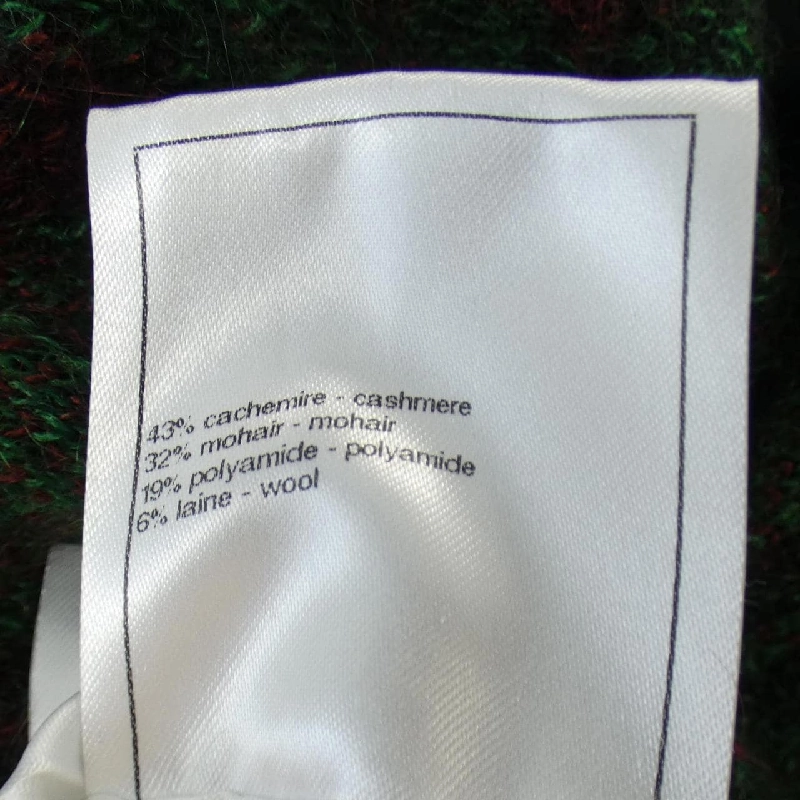 43% cachemire - cashmere
32% mohair - mohair
19% polyamide - polyamide
6% laine - wool